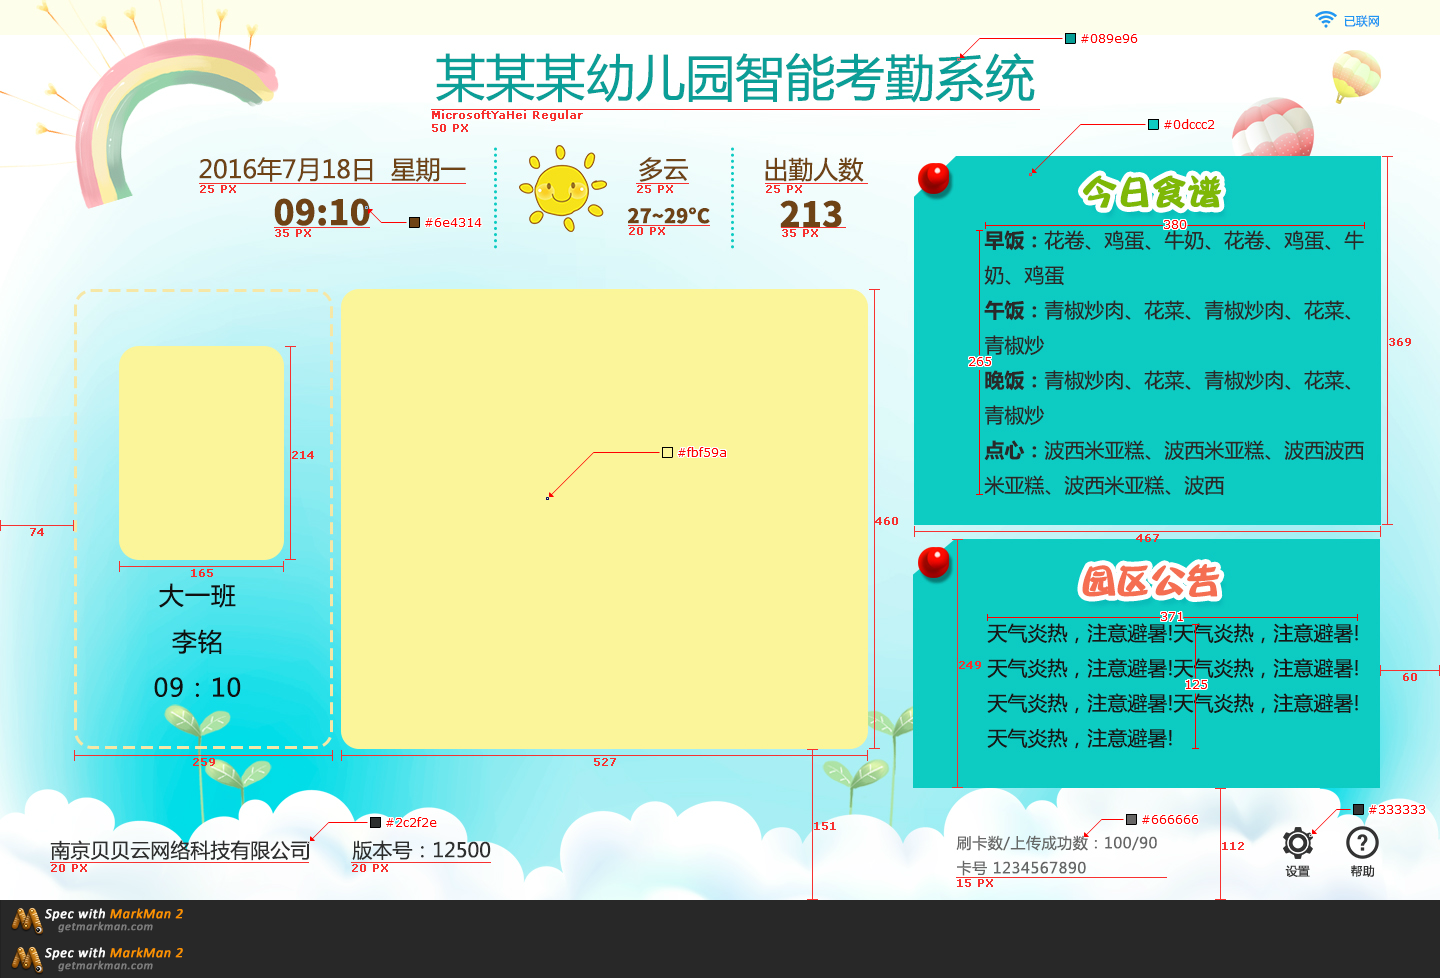 已联网
#089e96
某某某幼儿园智能考勤系统
MicrosoftYaHei Regular
50 PX
#0dccc2
2016年7月18日 星期一
25 PX
09:10
35 PX
#6e4314
多云
25 PX
27~29°C
20 PX
出勤人数
25 PX
213
35 PX
今日食谱
380
早饭：花卷、鸡蛋、牛奶、花卷、鸡蛋、牛
奶、鸡蛋
午饭：青椒炒肉、花菜、青椒炒肉、花菜、
青椒炒
265
晚饭：青椒炒肉、花菜、青椒炒肉、花菜、
青椒炒
点心：波西米亚糕、波西米亚糕、波西波西
米亚糕、波西米亚糕、波西
369
467
#fbf59a
214
460
74
165
大一班
李铭
09：10
259
527
园区公告
371
天气炎热，注意避暑!天气炎热，注意避暑!
天气炎热，注意避暑!天气炎热，注意避暑!
天气炎热，注意避暑!天气炎热，注意避暑!
天气炎热，注意避暑!
249
125
60
151
112
#2c2f2e
南京贝贝云网络科技有限公司
20 PX
版本号：12500
20 PX
#666666
刷卡数/上传成功数：100/90
卡号 1234567890
15 PX
#333333
设置
帮助
Spec with MarkMan 2
getmarkman.com
Spec with MarkMan 2
getmarkman.com